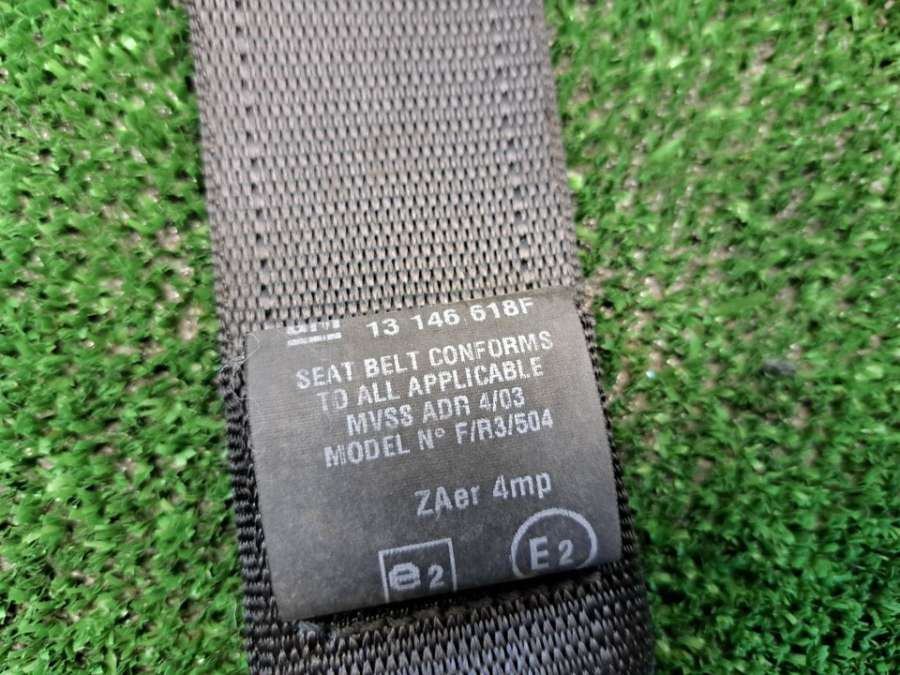 GM 13 146 618F
SEAT BELT CONFORMS
TO ALL APPLICABLE
MVSS ADR 4/03
MODEL N° F/R3/504
ZAer 4mp
e2 E2